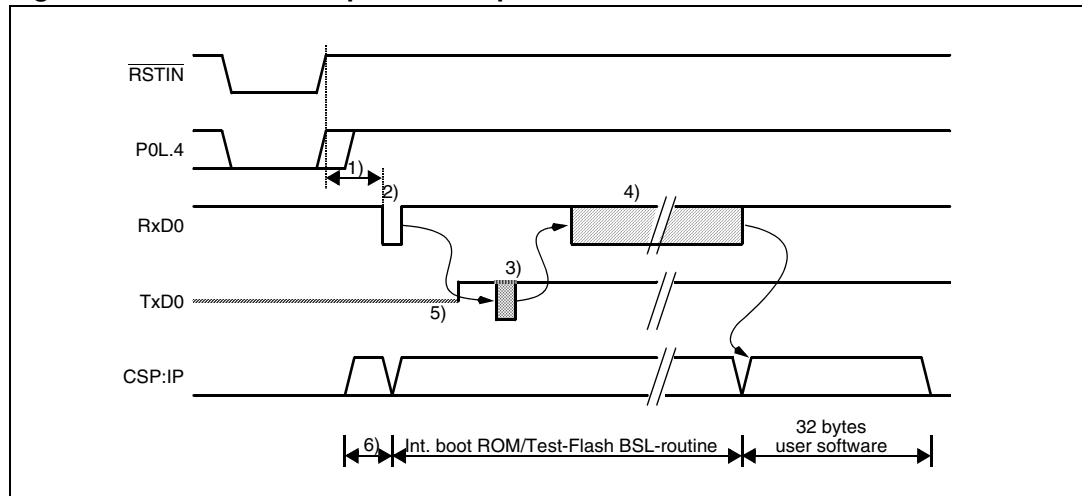 RSTIN
P0L.4
1)
2)
4)
RxD0
3)
TxD0
5)
CSP:IP
6)
Int. boot ROM/Test-Flash BSL-routine
32 bytes
user software